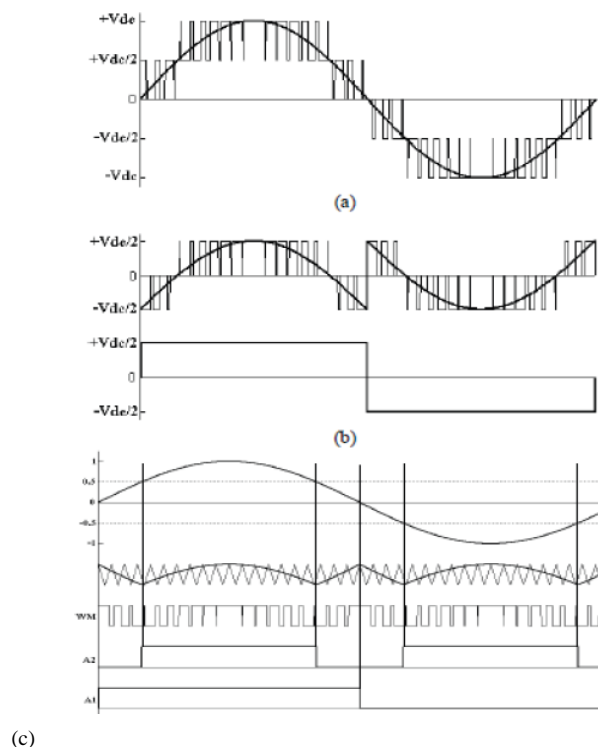 +Vdc
+Vdc/2
0
-Vdc/2
-Vdc
(a)
+Vdc/2
0
-Vdc/2
+Vdc/2
0
-Vdc/2
(b)
1
0.5
0
-0.5
-1
WM
A2
A1
(c)